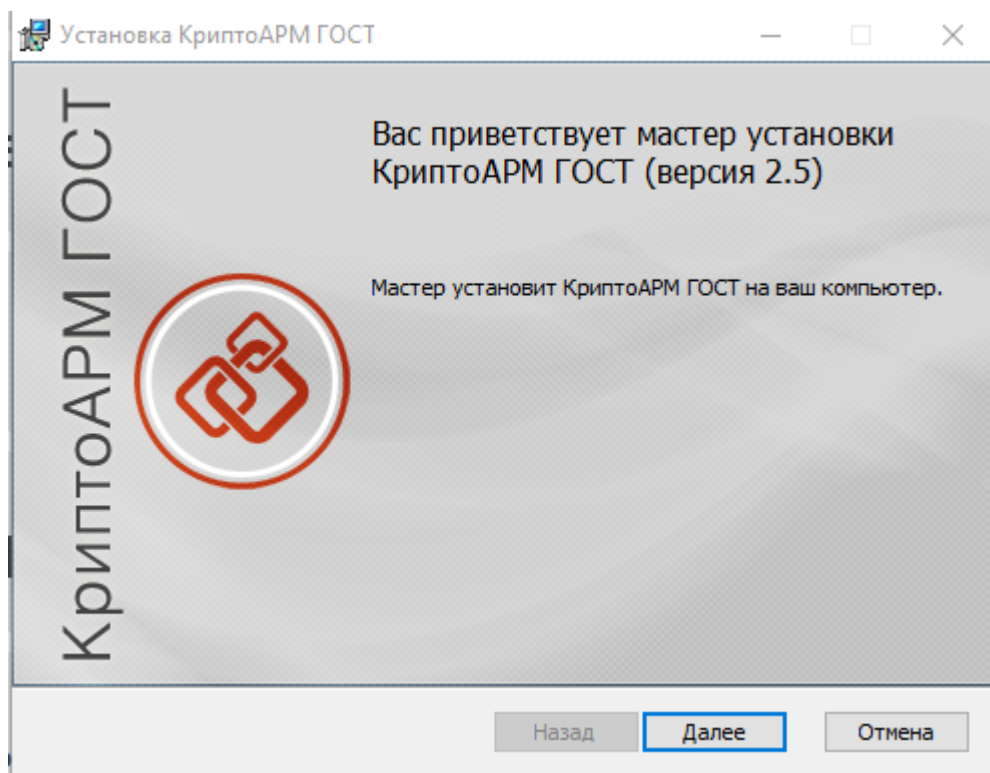 Установка КриптоАРМ ГОСТ
КриптоАРМ ГОСТ
Вас приветствует мастер установки
КриптоАРМ ГОСТ (версия 2.5)
Мастер установит КриптоАРМ ГОСТ на ваш компьютер.
Назад
Далее
Отмена